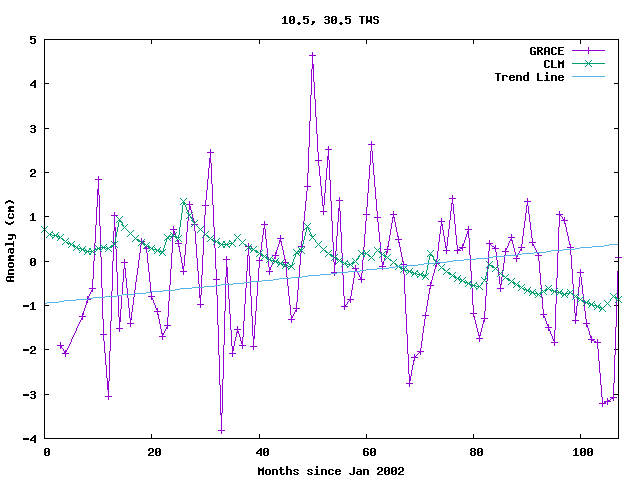 10.5, 30.5 TWS
GRACE
CLM
Trend Line
5
4
3
2
1
0
-1
-2
-3
-4
Anomaly (cm)
0 20 40 60 80 100
Months since Jan 2002